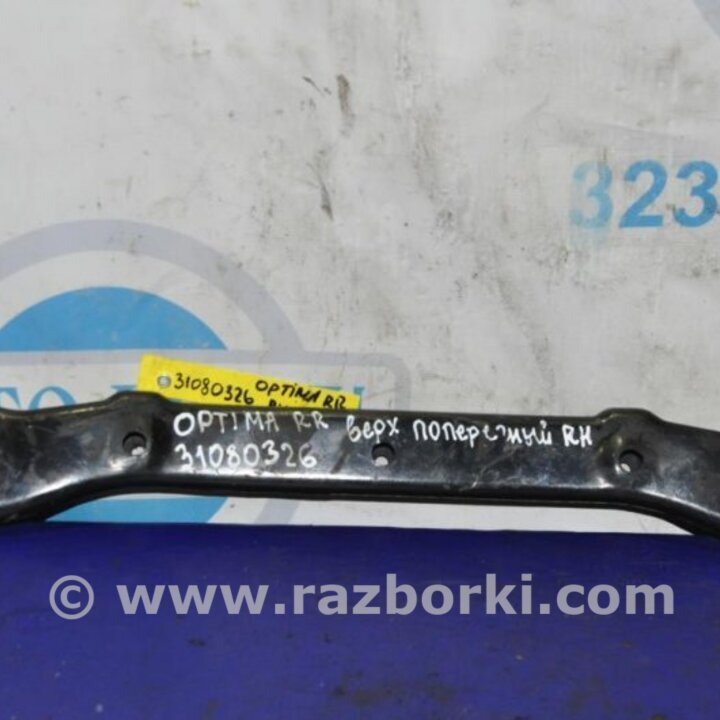 323
31080326 OPTIMA RR
OPTIMA RR верх поперечный RH
31080326
© www.razborki.com